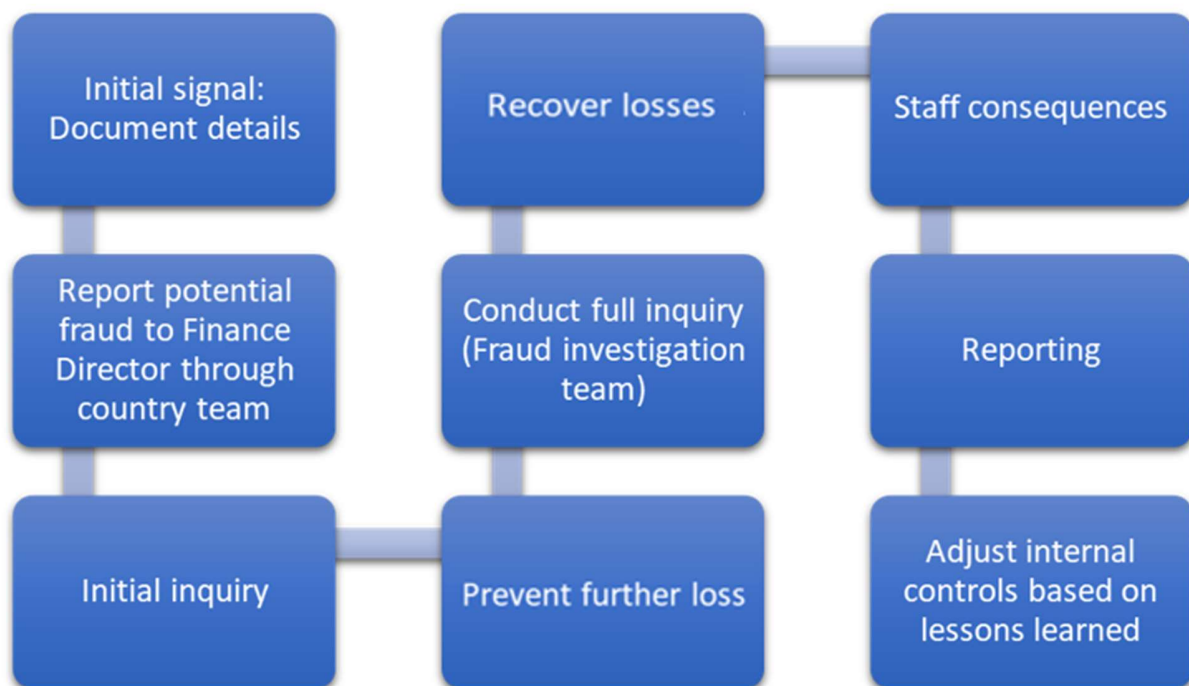 Initial signal:
Document details
Report potential
fraud to Finance
Director through
country team
Initial inquiry
Prevent further loss
Conduct full inquiry
(Fraud investigation
team)
Recover losses
Staff consequences
Reporting
Adjust internal
controls based on
lessons learned